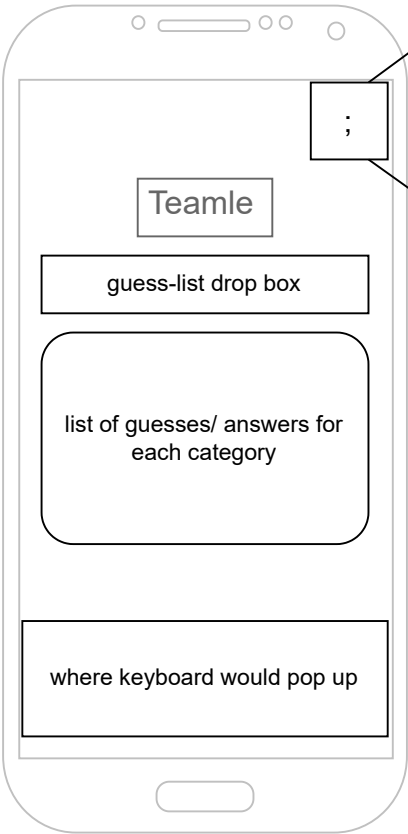 ;
Teamle
guess-list drop box
list of guesses/ answers for
each category
where keyboard would pop up